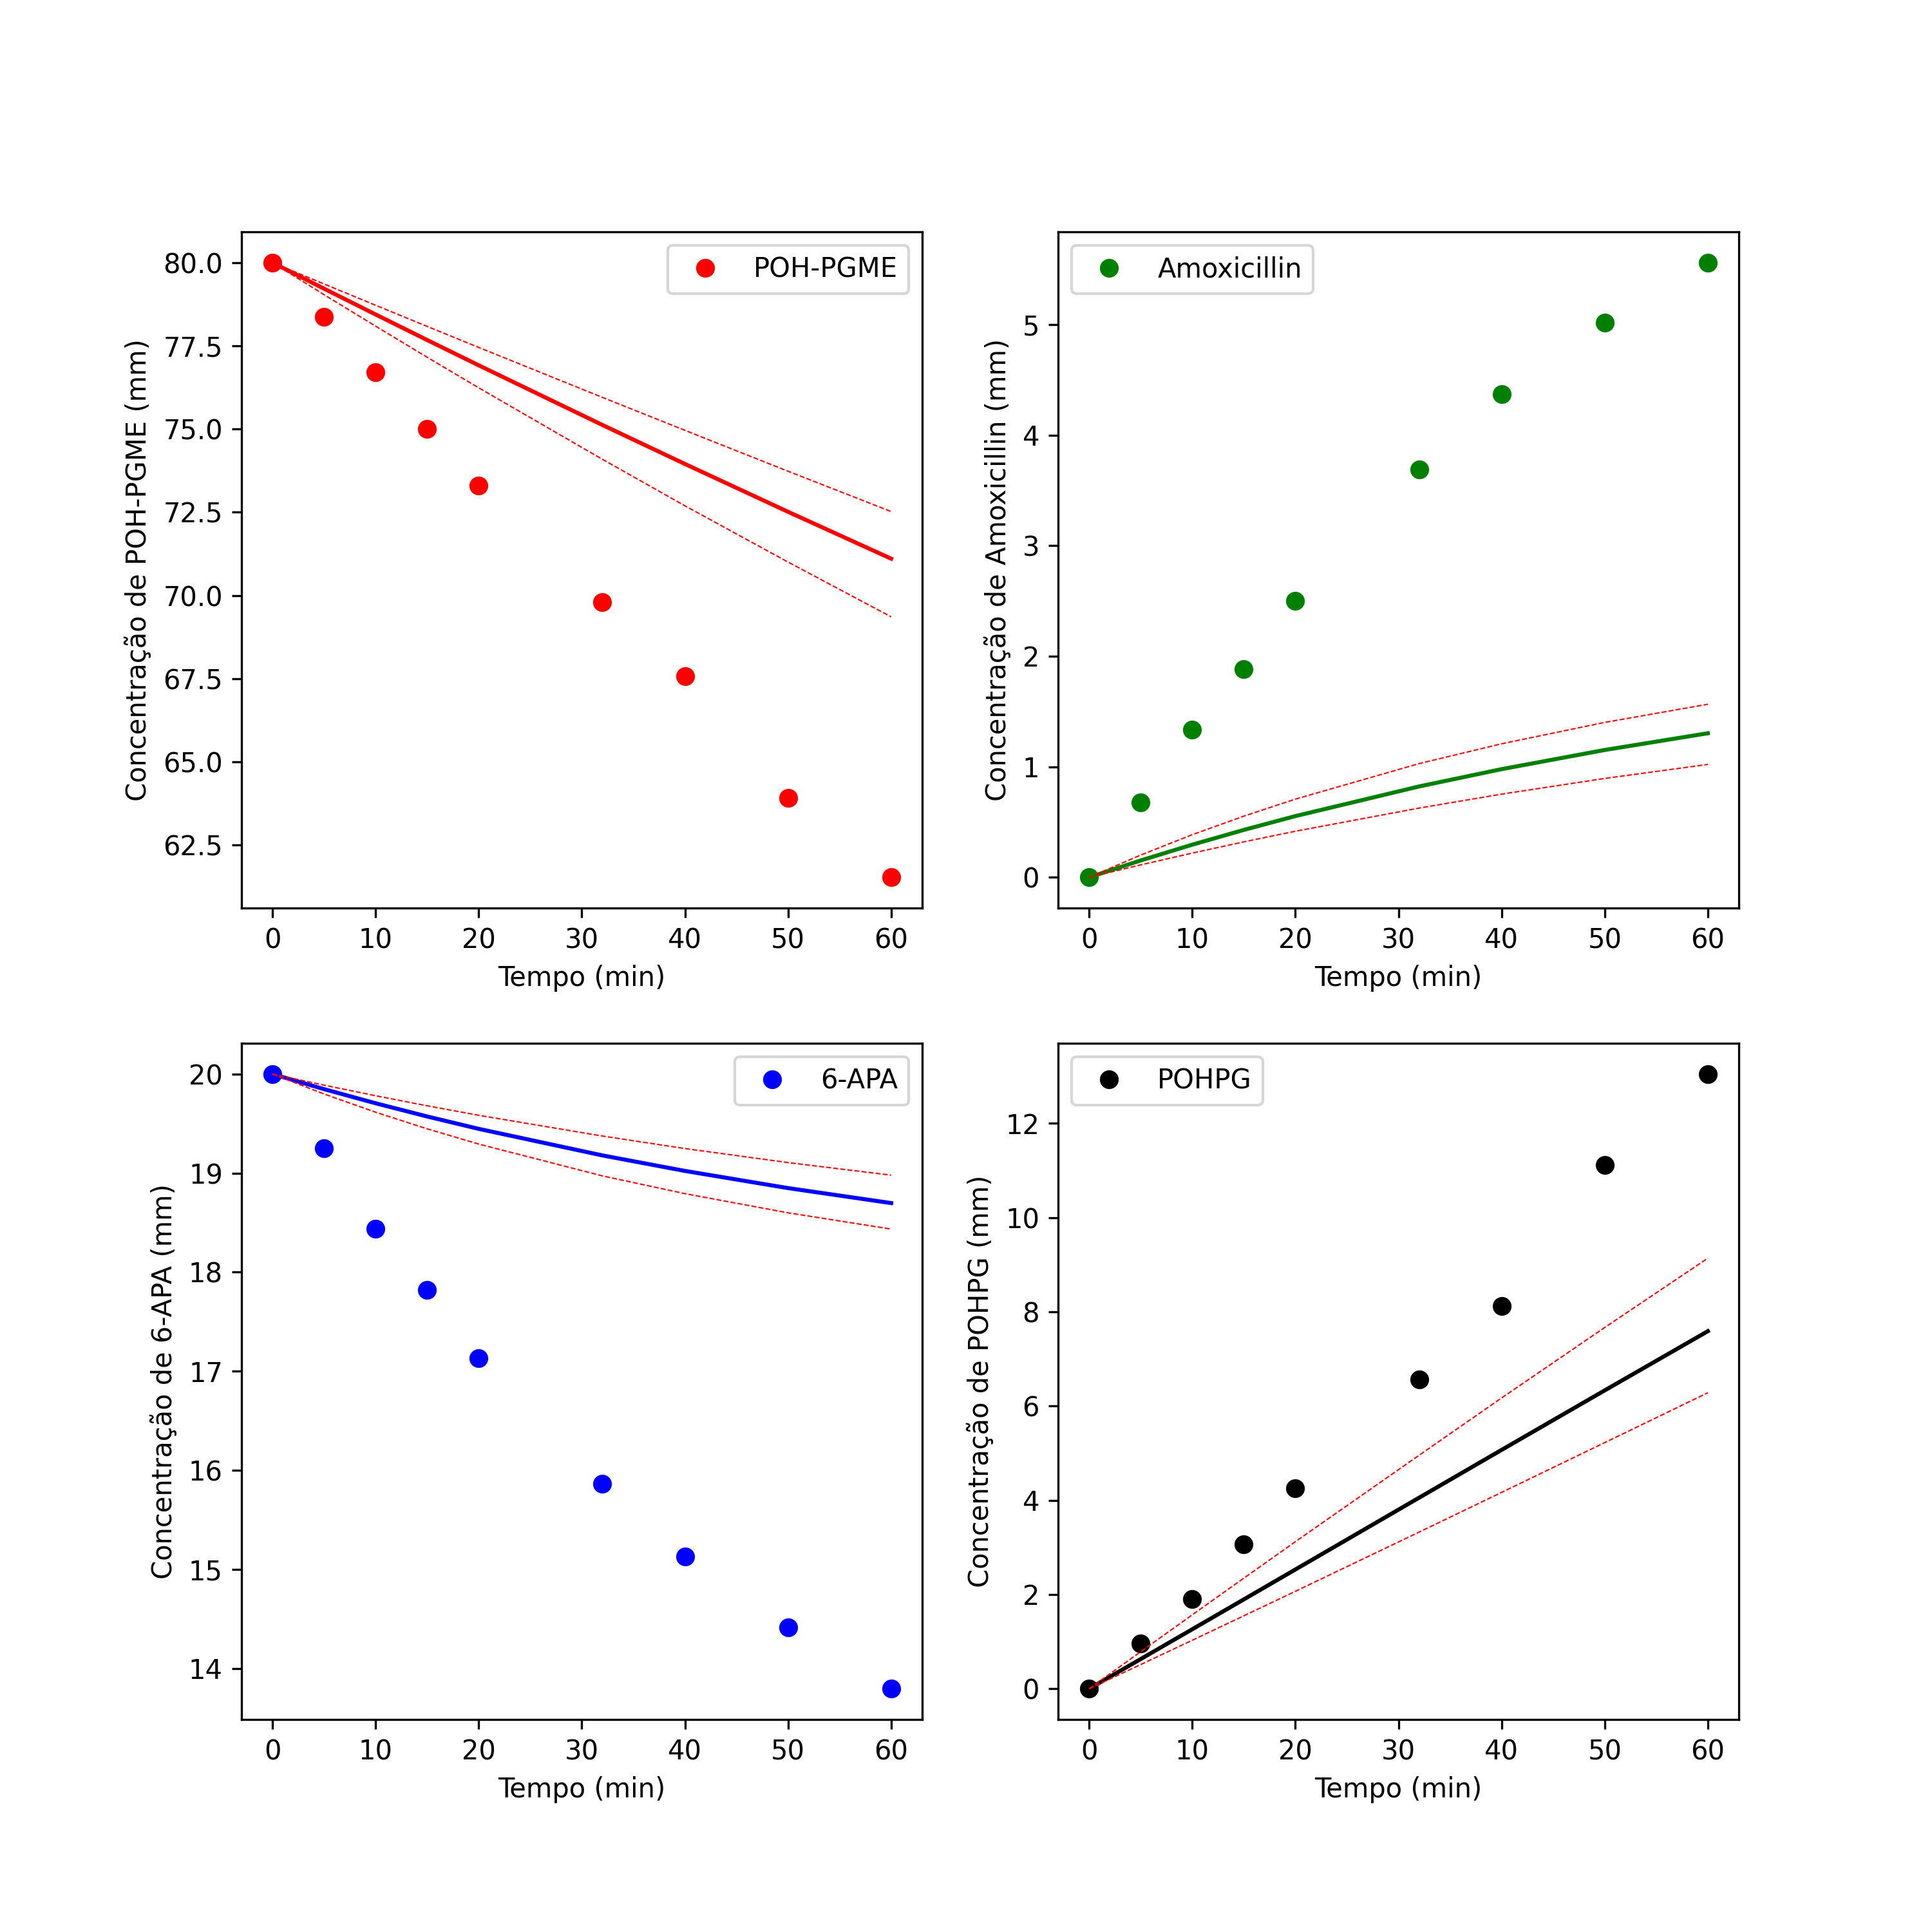 POH-PGME
80.0
77.5
75.0
72.5
70.0
67.5
65.0
62.5
Concentração de POH-PGME (mm)
0 10 20 30 40 50 60
Tempo (min)
Amoxicillin
5
4
3
2
1
0
Concentração de Amoxicillin (mm)
0 10 20 30 40 50 60
Tempo (min)
6-APA
20
19
18
17
16
15
14
Concentração de 6-APA (mm)
0 10 20 30 40 50 60
Tempo (min)
POHPG
12
10
8
6
4
2
0
Concentração de POHPG (mm)
0 10 20 30 40 50 60
Tempo (min)